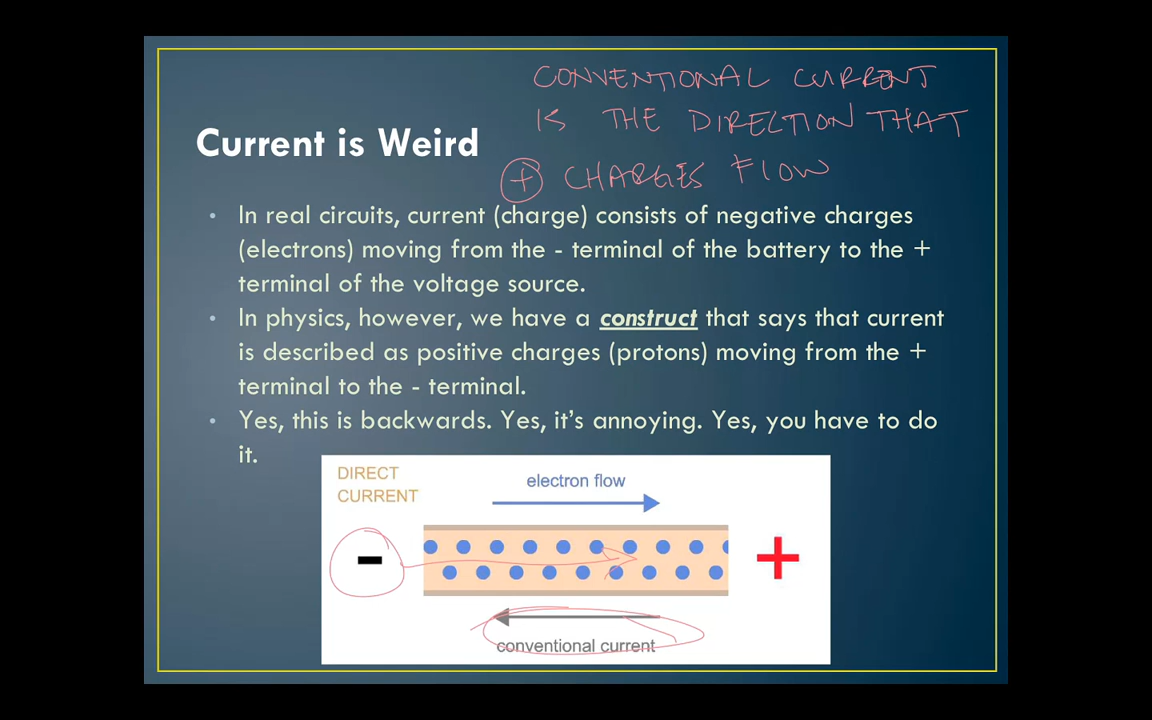 CONVENTIONAL CURRENT
IS THE DIRECTION THAT
Current is Weird
+ CHARGES FLOW
• In real circuits, current (charge) consists of negative charges
(electrons) moving from the - terminal of the battery to the +
terminal of the voltage source.
• In physics, however, we have a construct that says that current
is described as positive charges (protons) moving from the +
terminal to the - terminal.
• Yes, this is backwards. Yes, it’s annoying. Yes, you have to do
it.
DIRECT
CURRENT
electron flow
- +
conventional current